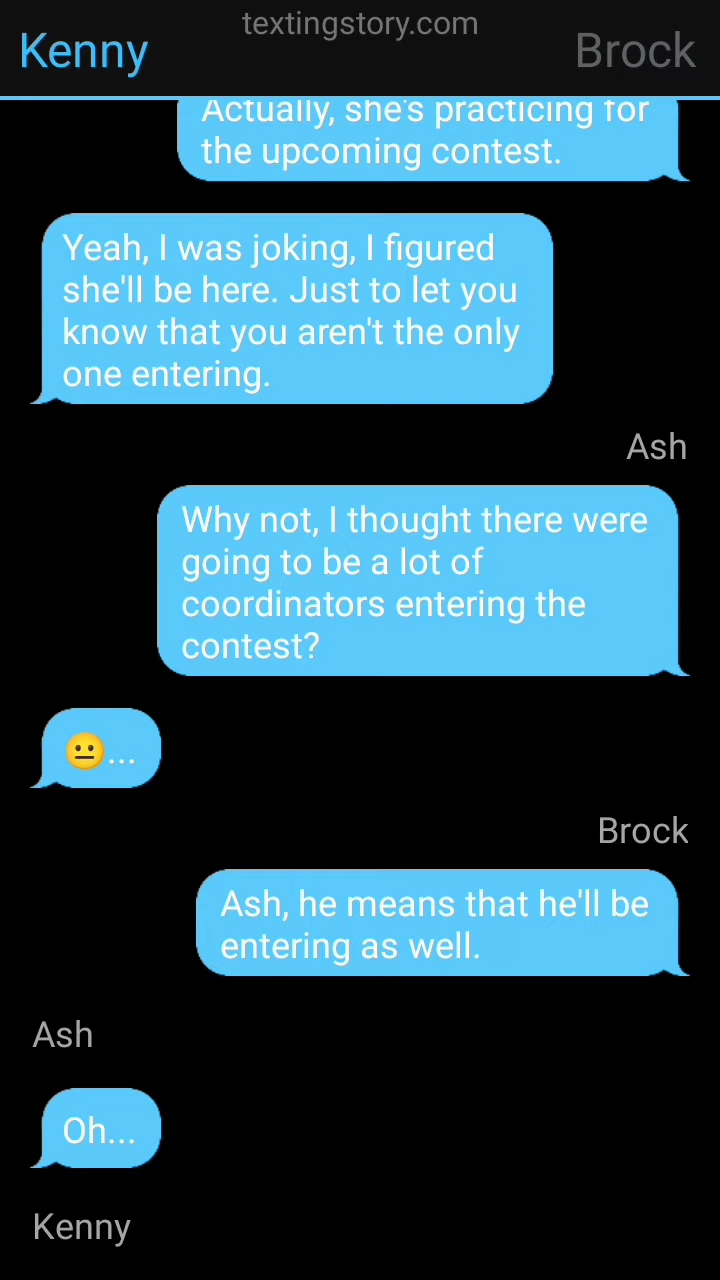 textingstory.com
Kenny
Brock
Actually, she's practicing for
the upcoming contest.
Yeah, I was joking, I figured
she'll be here. Just to let you
know that you aren't the only
one entering.
Ash
Why not, I thought there were
going to be a lot of
coordinators entering the
contest?
😐...
Brock
Ash, he means that he'll be
entering as well.
Ash
Oh...
Kenny